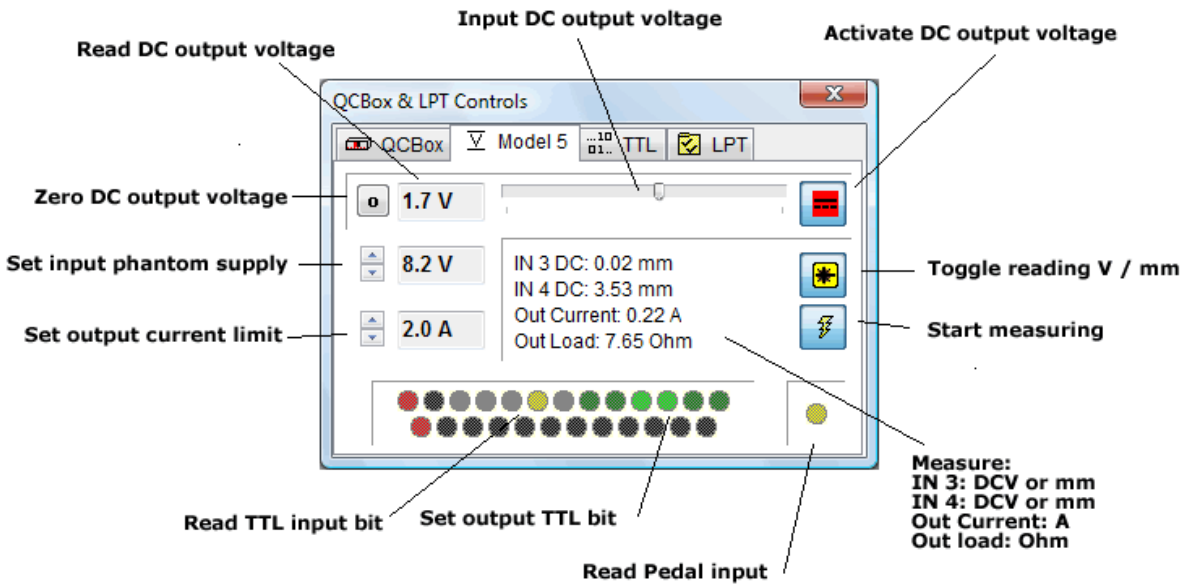 Input DC output voltage
Activate DC output voltage
Read DC output voltage
QCBox & LPT Controls
QCBox
Model 5
...10
01..
TTL
LPT
Zero DC output voltage
o
1.7 V
Set input phantom supply
8.2 V
IN 3 DC: 0.02 mm
IN 4 DC: 3.53 mm
Out Current: 0.22 A
Out Load: 7.65 Ohm
Toggle reading V / mm
Set output current limit
2.0 A
Start measuring
Measure:
IN 3: DCV or mm
IN 4: DCV or mm
Out Current: A
Out load: Ohm
Read TTL input bit
Set output TTL bit
Read Pedal input